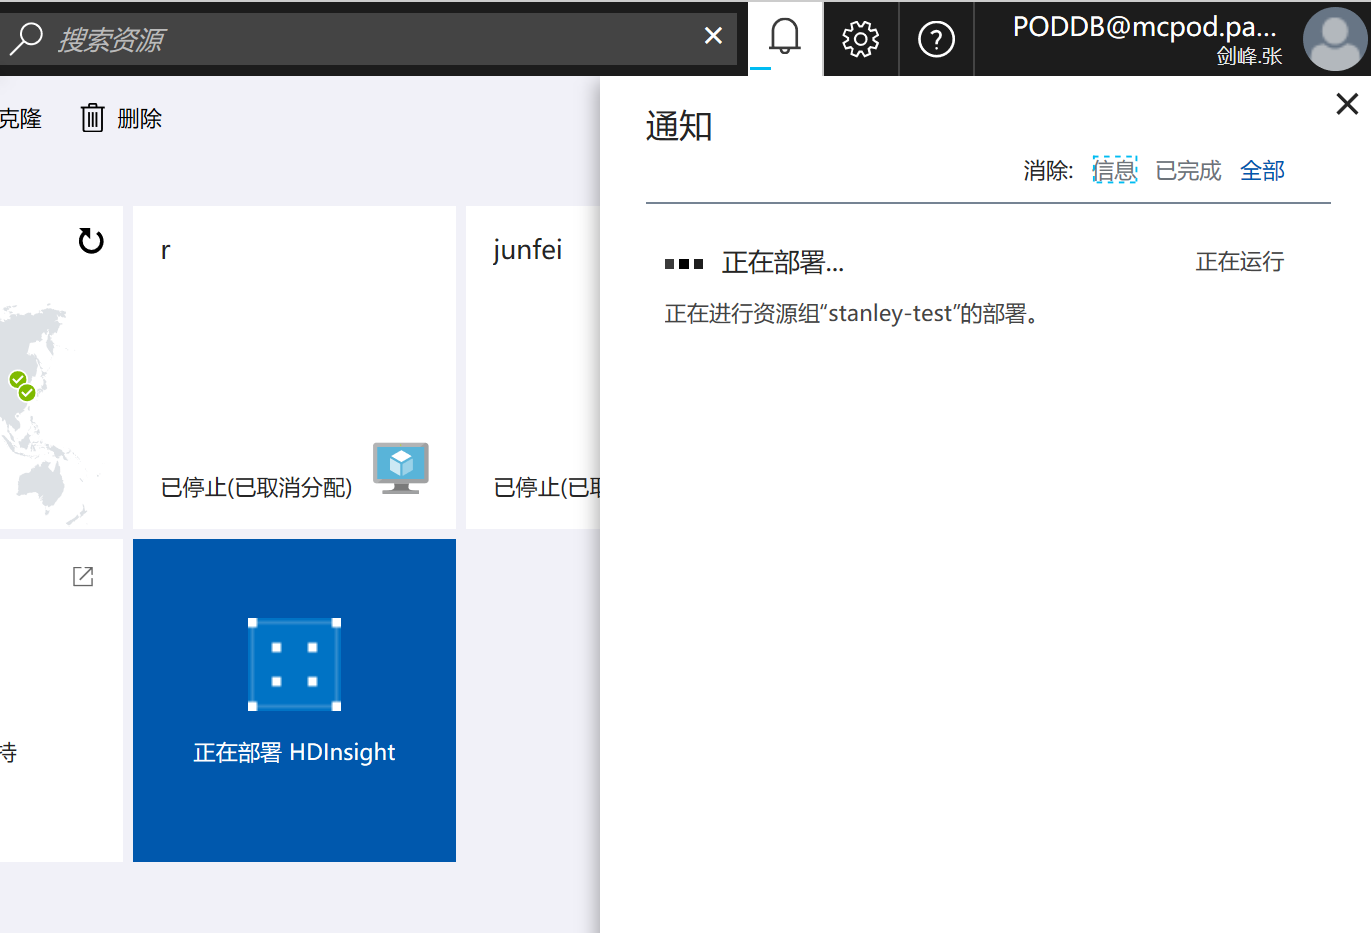 搜索资源
PODDB@mcpod.pa...
剑峰.张
克隆
删除
通知
消除: 信息 已完成 全部
正在部署...
正在运行
正在进行资源组“stanley-test”的部署。
r
已停止(已取消分配)
junfei
已停止(已取
持
正在部署 HDInsight